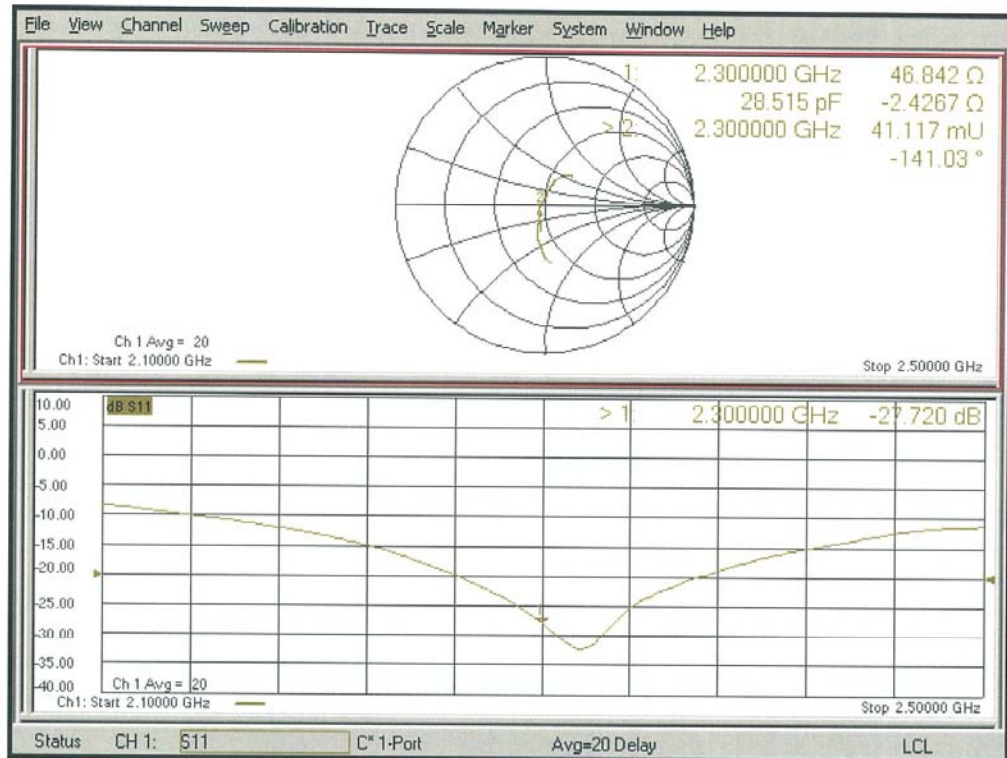 File View Channel Sweep Calibration Trace Scale Marker System Window Help
1: 2.300000 GHz 46.842 Ω
28.515 pF -2.4267 Ω
> 2: 2.300000 GHz 41.117 mU
-141.03 °
Ch 1 Avg = 20
Ch1: Start 2.10000 GHz
Stop 2.50000 GHz
dB S11
> 1: 2.300000 GHz -27.720 dB
10.00
5.00
0.00
-5.00
-10.00
-15.00
-20.00
-25.00
-30.00
-35.00
-40.00
1
Ch 1 Avg = 20
Ch1: Start 2.10000 GHz
Stop 2.50000 GHz
Status CH 1: S11 C* 1-Port Avg=20 Delay LCL